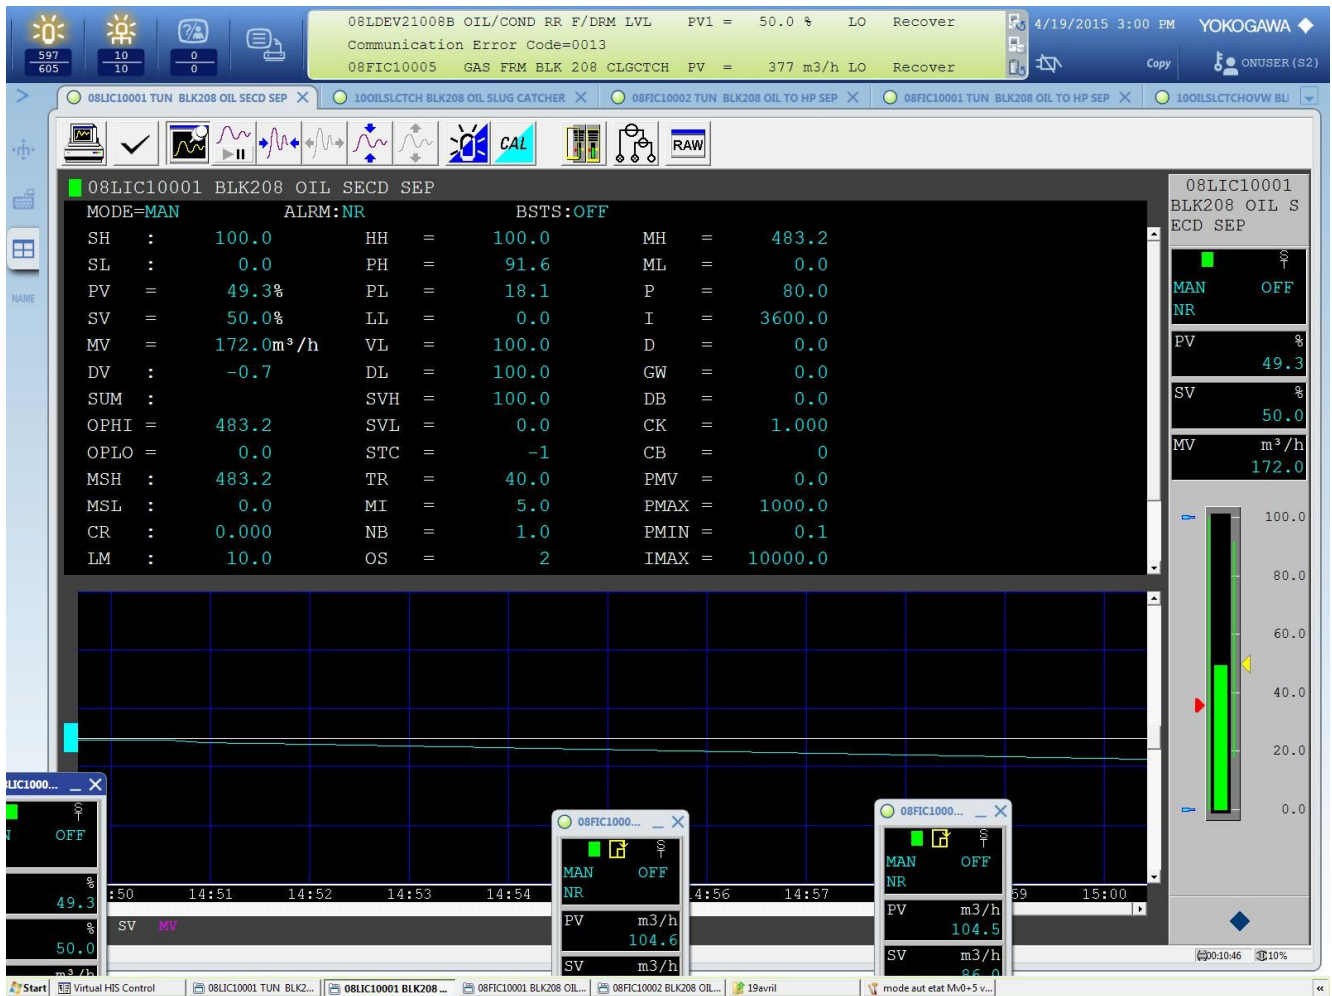 08LDEV21008B OIL/COND RR F/DRM LVL PV1 = 50.0 % LO Recover
Communication Error Code=0013
08FIC10005 GAS FRM BLK 208 CLGCTCH PV = 377 m3/h LO Recover
4/19/2015 3:00 PM YOKOGAWA
597
605
10
10
0
0
Copy ONUSER(S2)
08LIC10001 TUN BLK208 OIL SECD SEP
10OILSLCTCH BLK208 OIL SLUG CATCHER
08FIC10002 TUN BLK208 OIL TO HP SEP
08FIC10001 TUN BLK208 OIL TO HP SEP
10OILSLCTCHOVW BLI
CAL
RAW
NAME
08LIC10001 BLK208 OIL SECD SEP
MODE=MAN ALRM:NR BSTS:OFF
SH : 100.0 HH = 100.0 MH = 483.2
SL : 0.0 PH = 91.6 ML = 0.0
PV = 49.3% PL = 18.1 P = 80.0
SV = 50.0% LL = 0.0 I = 3600.0
MV = 172.0m³/h VL = 100.0 D = 0.0
DV : -0.7 DL = 100.0 GW = 0.0
SUM : SVH = 100.0 DB = 0.0
OPHI = 483.2 SVL = 0.0 CK = 1.000
OPLO = 0.0 STC = -1 CB = 0
MSH : 483.2 TR = 40.0 PMV = 0.0
MSL : 0.0 MI = 5.0 PMAX = 1000.0
CR : 0.000 NB = 1.0 PMIN = 0.1
LM : 10.0 OS = 2 IMAX = 10000.0
08LIC10001
BLK208 OIL S
ECD SEP
MAN OFF
NR
PV %
49.3
SV %
50.0
MV m³/h
172.0
100.0
80.0
60.0
40.0
20.0
0.0
LIC1000...
OFF
%
49.3
%
50.0
m³/h
:50 14:51 14:52 14:53 14:54 4:56 14:57 59 15:00
SV MV
08FIC1000...
MAN OFF
NR
PV m3/h
104.6
SV m3/h
08FIC1000...
MAN OFF
NR
PV m3/h
104.5
SV m3/h
86.0
00:10:46 10%
Start
Virtual HIS Control
08LIC10001 TUN BLK2...
08LIC10001 BLK208 ...
08FIC10001 BLK208 OIL...
08FIC10002 BLK208 OIL...
19avril
mode aut etat Mv0+5 v...